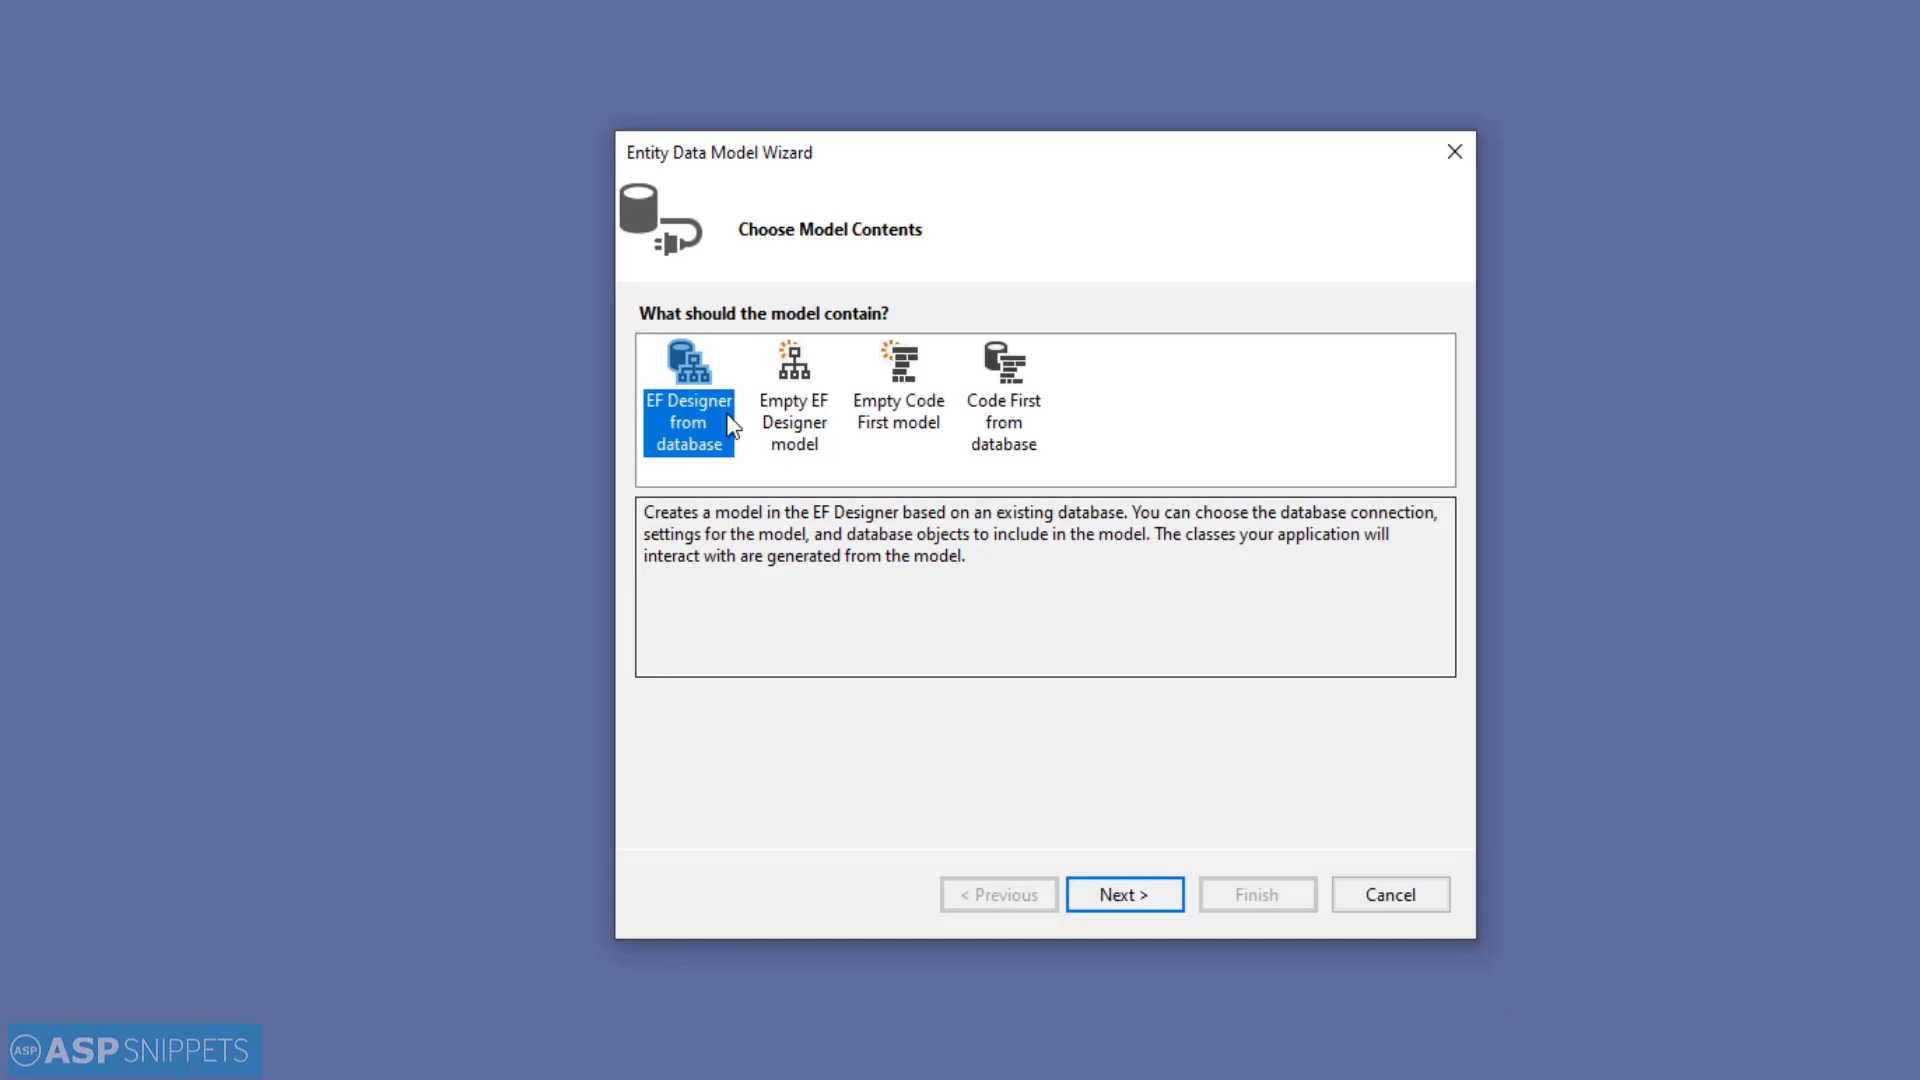 Entity Data Model Wizard
Choose Model Contents
What should the model contain?
EF Designer
from
database
Empty EF
Designer
model
Empty Code
First model
Code First
from
database
Creates a model in the EF Designer based on an existing database. You can choose the database connection,
settings for the model, and database objects to include in the model. The classes your application will
interact with are generated from the model.
< Previous
Next >
Finish
Cancel
ASP ASPSNIPPETS